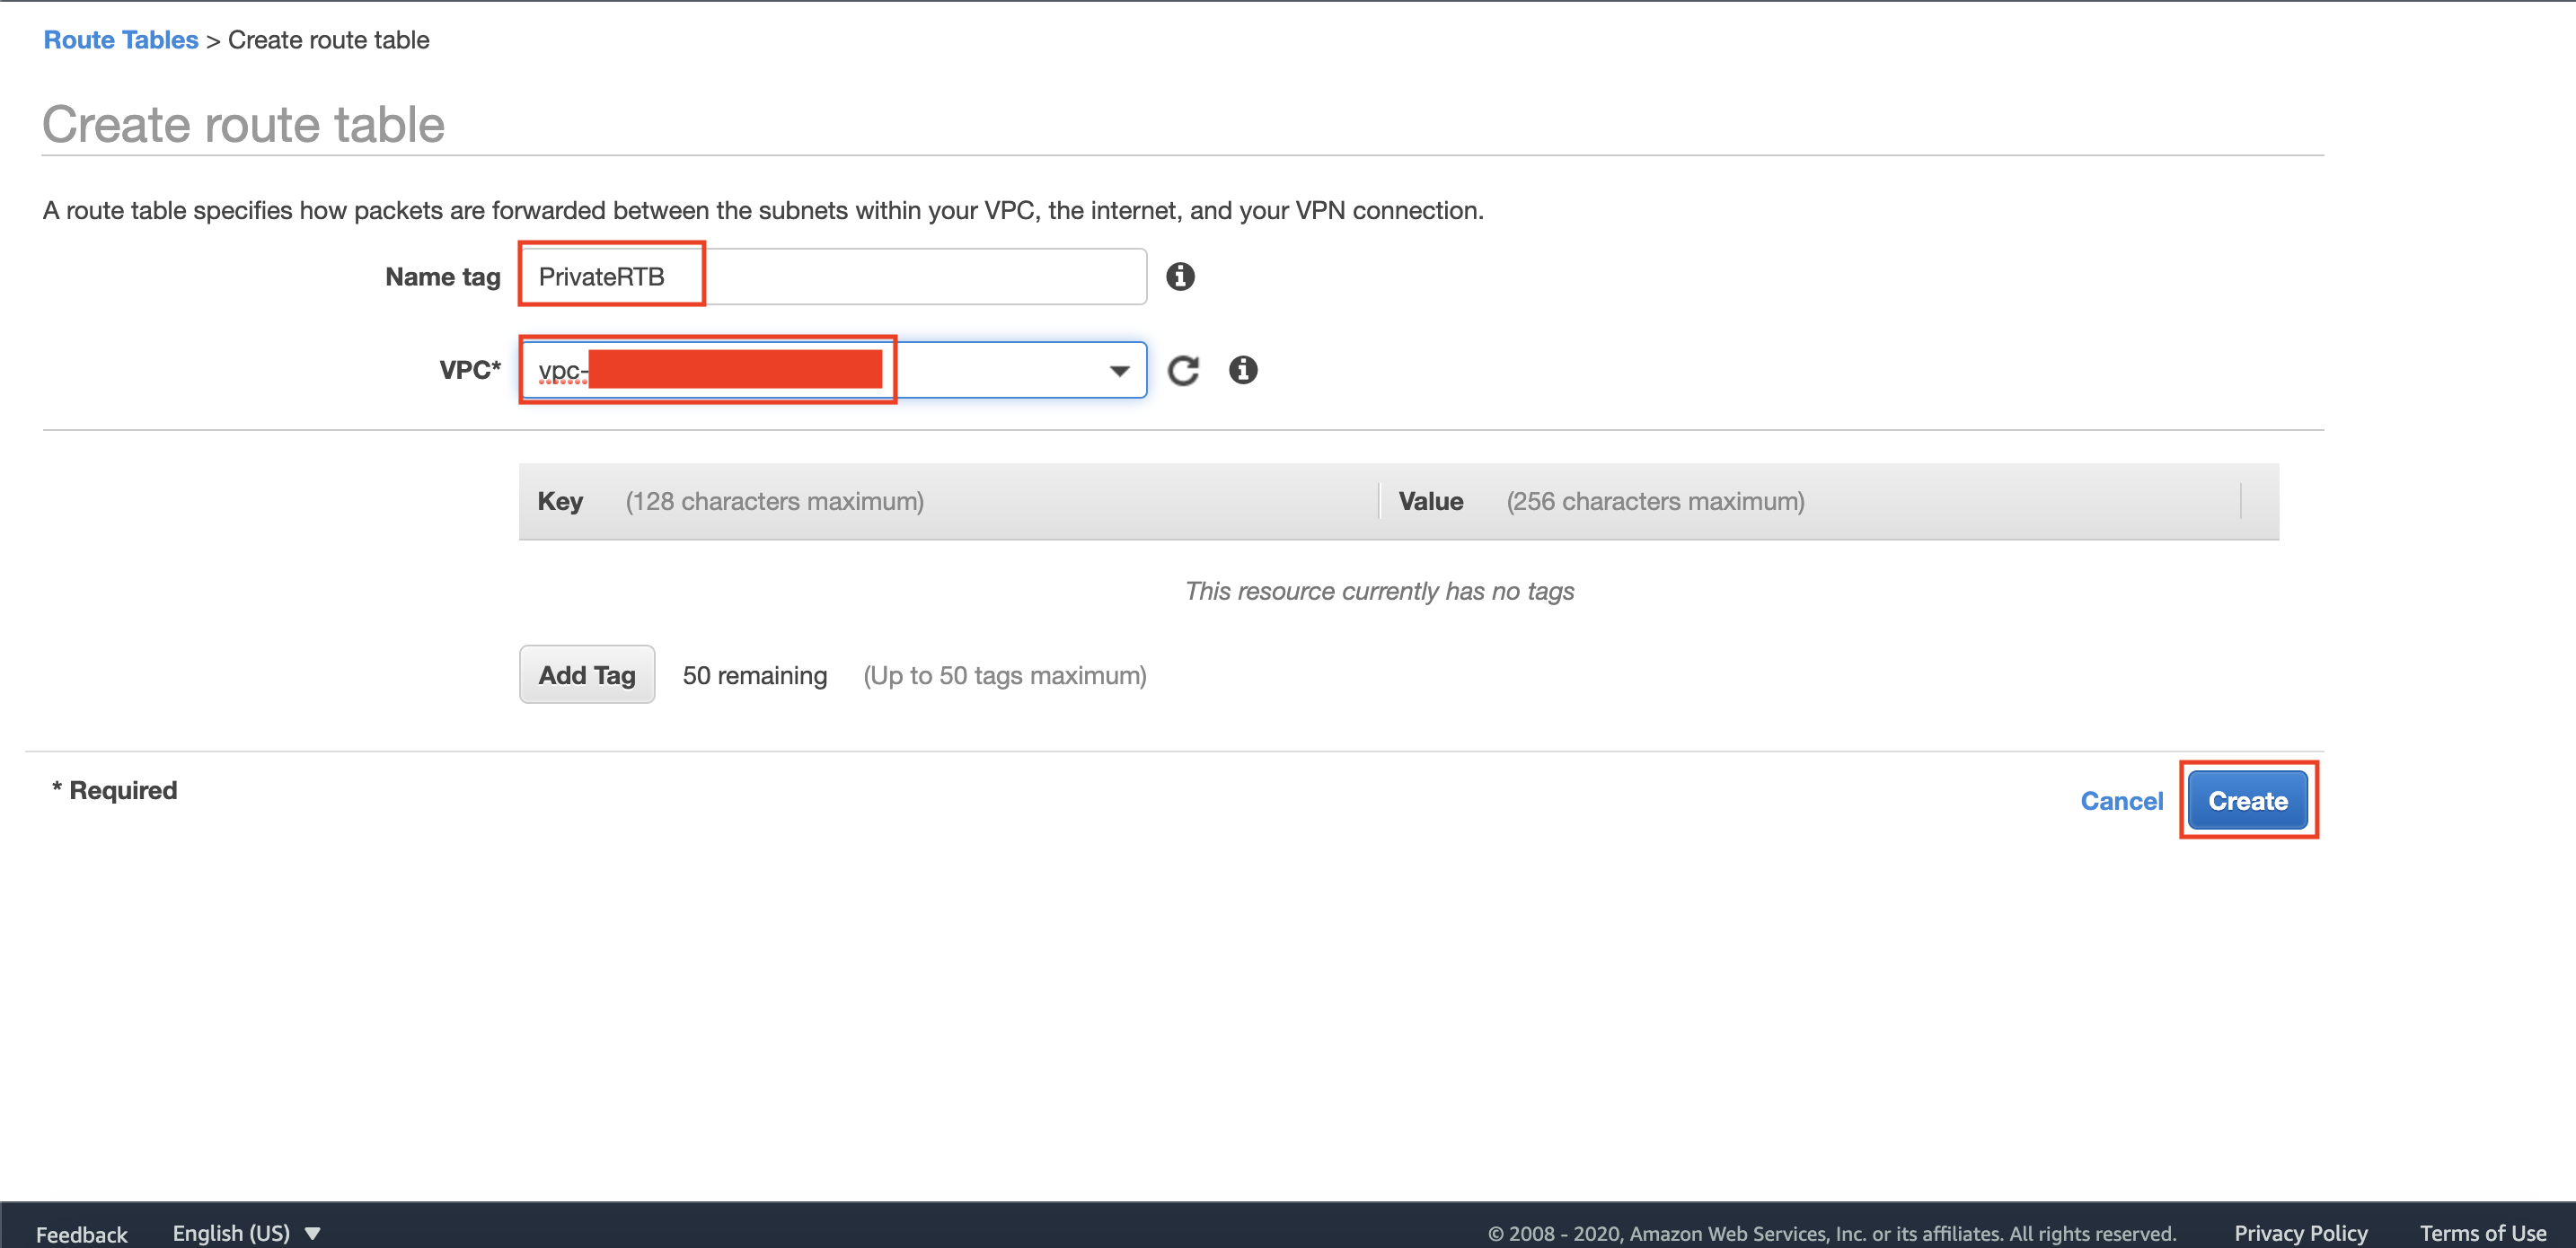 Route Tables > Create route table
Create route table
A route table specifies how packets are forwarded between the subnets within your VPC, the internet, and your VPN connection.
Name tag PrivateRTB
VPC* vpc-
Key (128 characters maximum) Value (256 characters maximum)
This resource currently has no tags
Add Tag 50 remaining (Up to 50 tags maximum)
* Required Cancel Create
Feedback English (US) © 2008 - 2020, Amazon Web Services, Inc. or its affiliates. All rights reserved. Privacy Policy Terms of Use